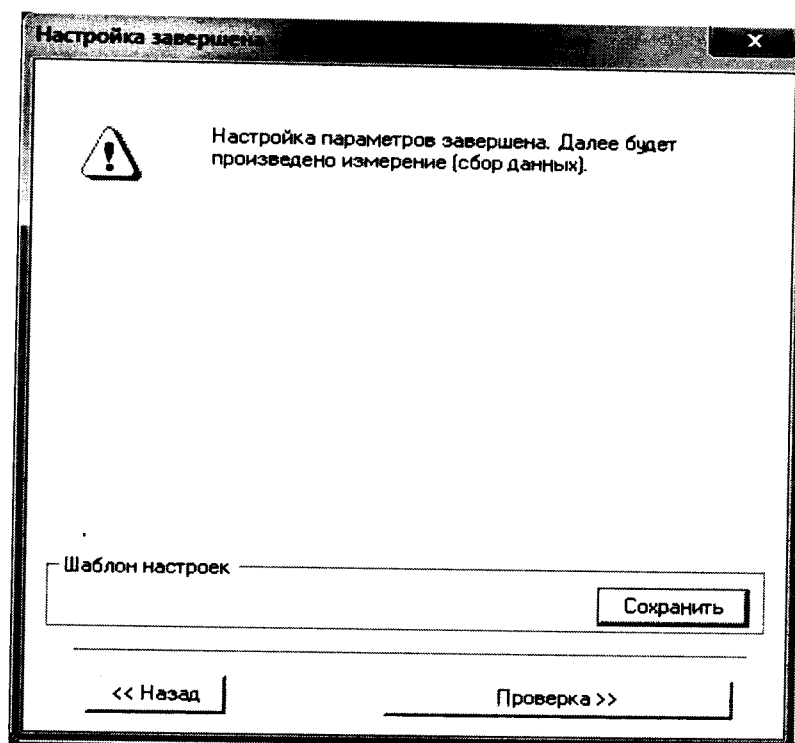 Настройка завершена
Настройка параметров завершена. Далее будет
произведено измерение (сбор данных).
Шаблон настроек
Сохранить
<< Назад
Проверка >>